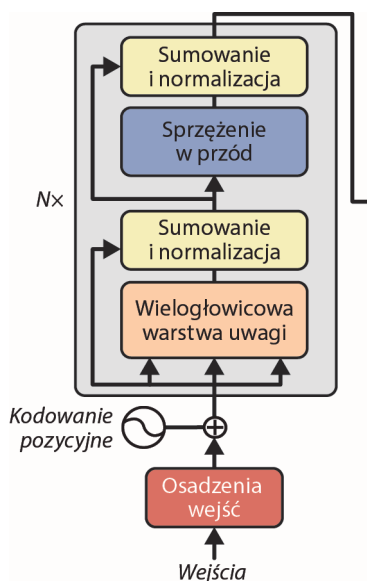 Sumowanie
i normalizacja
Sprzężenie
w przód
N×
Sumowanie
i normalizacja
Wielogłowicowa
warstwa uwagi
Kodowanie
pozycyjne
Osadzenia
wejść
Wejścia